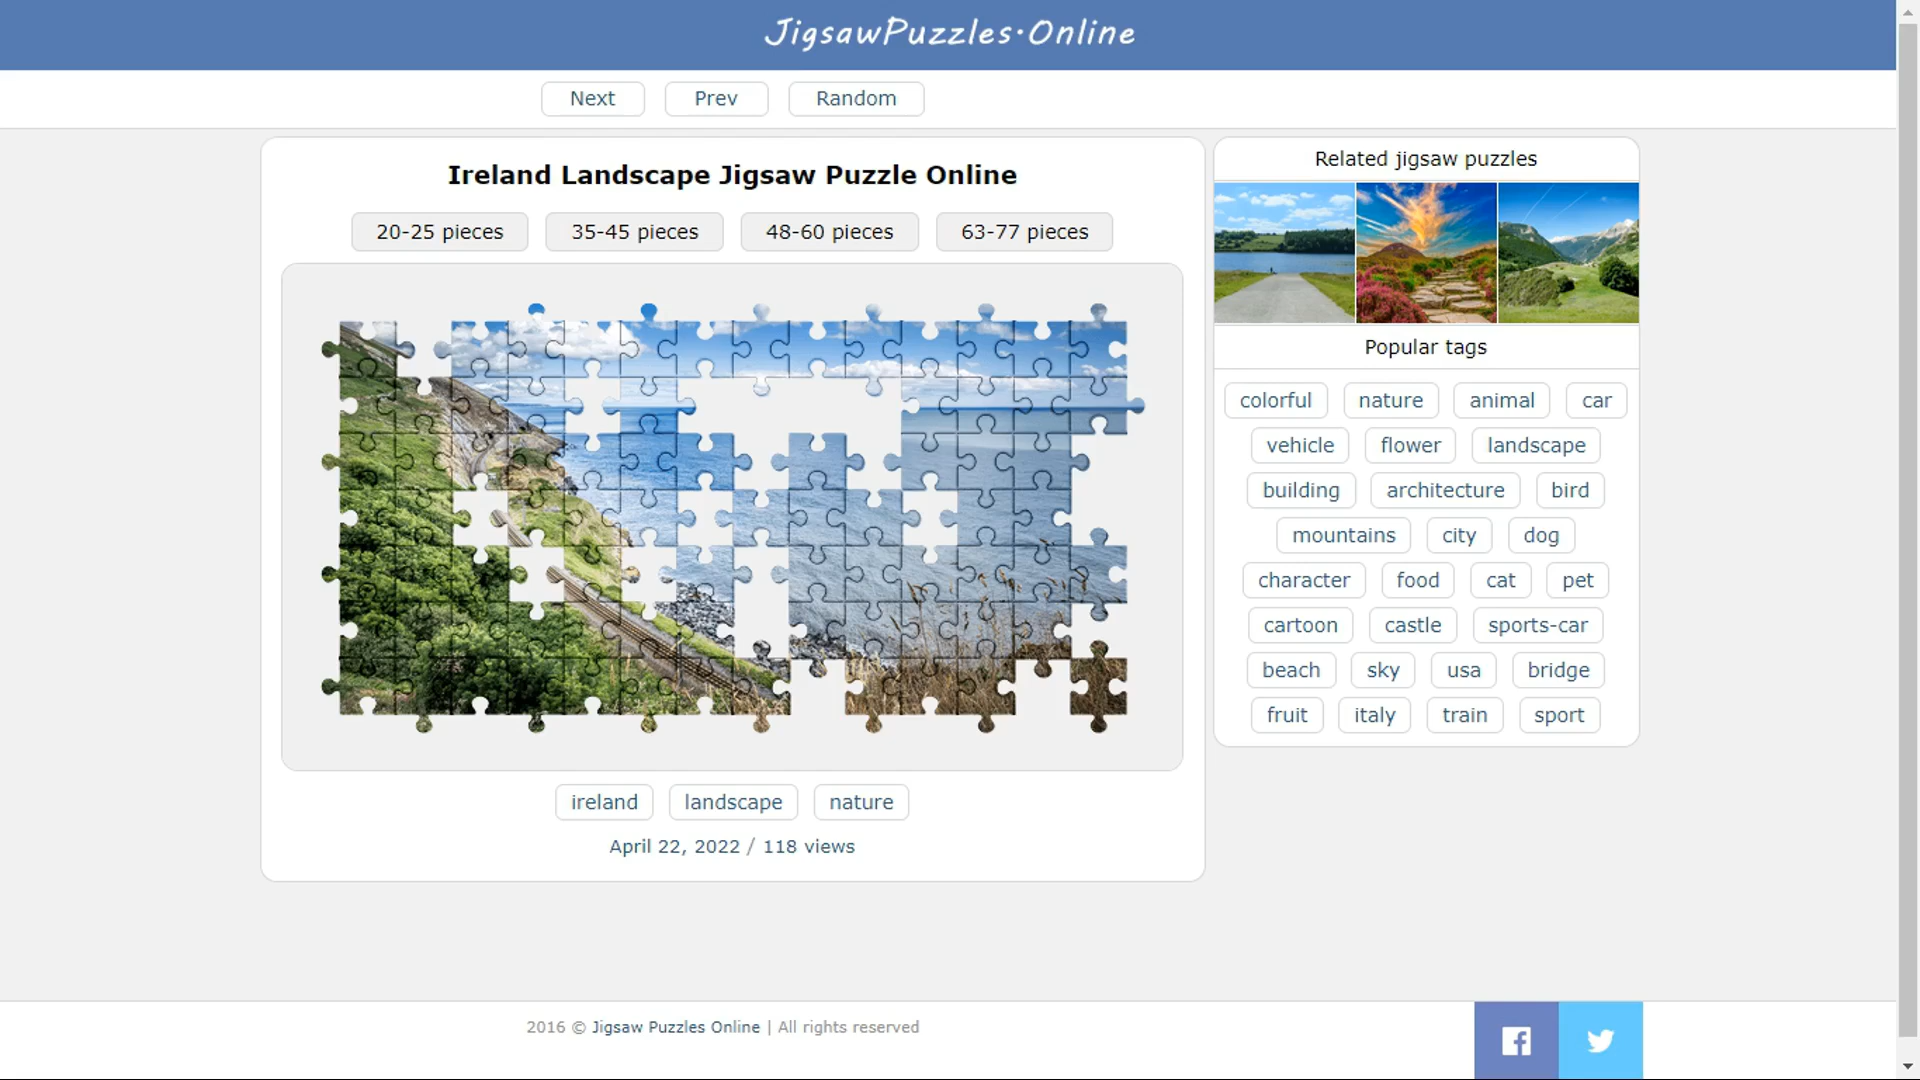 JigsawPuzzles·Online
Next Prev Random
Ireland Landscape Jigsaw Puzzle Online
20-25 pieces 35-45 pieces 48-60 pieces 63-77 pieces
ireland landscape nature
April 22, 2022 / 118 views
Related jigsaw puzzles
Popular tags
colorful nature animal car
vehicle flower landscape
building architecture bird
mountains city dog
character food cat pet
cartoon castle sports-car
beach sky usa bridge
fruit italy train sport
2016 © Jigsaw Puzzles Online | All rights reserved